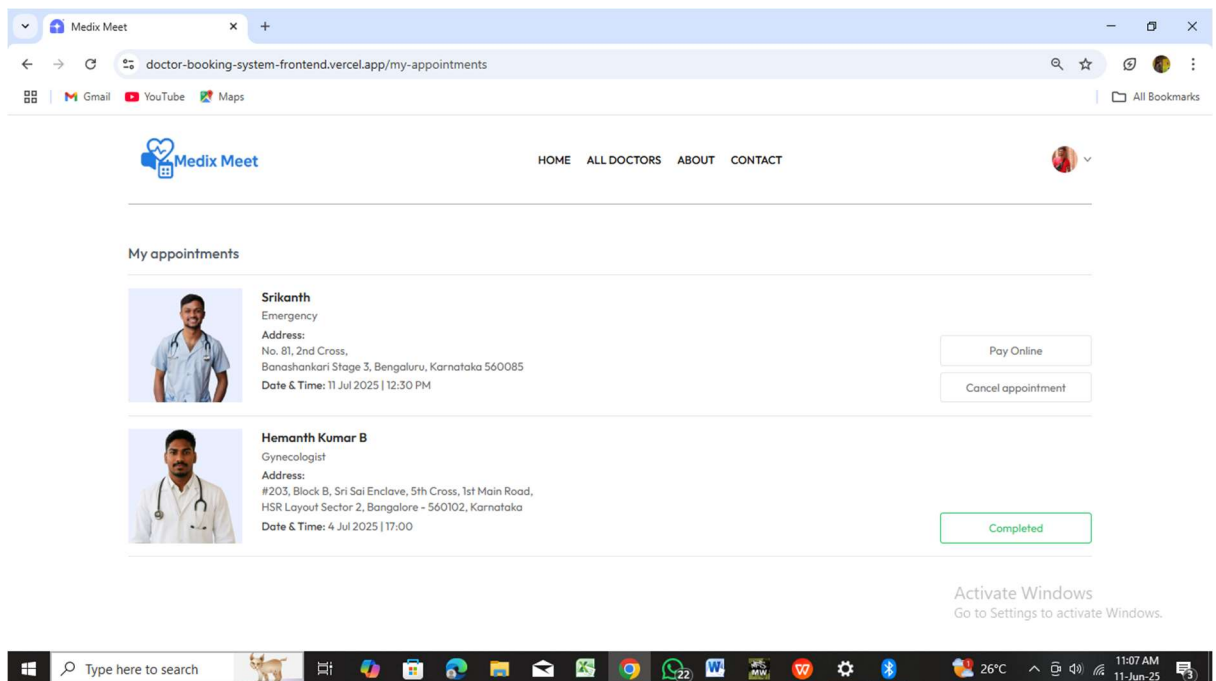 Medix Meet
doctor-booking-system-frontend.vercel.app/my-appointments
Gmail YouTube Maps All Bookmarks
Medix Meet HOME ALL DOCTORS ABOUT CONTACT
My appointments
Srikanth
Emergency
Address:
No. 81, 2nd Cross,
Banashankari Stage 3, Bengaluru, Karnataka 560085
Date & Time: 11 Jul 2025 | 12:30 PM
Pay Online
Cancel appointment
Hemanth Kumar B
Gynecologist
Address:
#203, Block B, Sri Sai Enclave, 5th Cross, 1st Main Road,
HSR Layout Sector 2, Bangalore - 560102, Karnataka
Date & Time: 4 Jul 2025 | 17:00
Completed
Activate Windows
Go to Settings to activate Windows.
Type here to search 22 W MW 1 26°C 11:07 AM
11-Jun-25 3